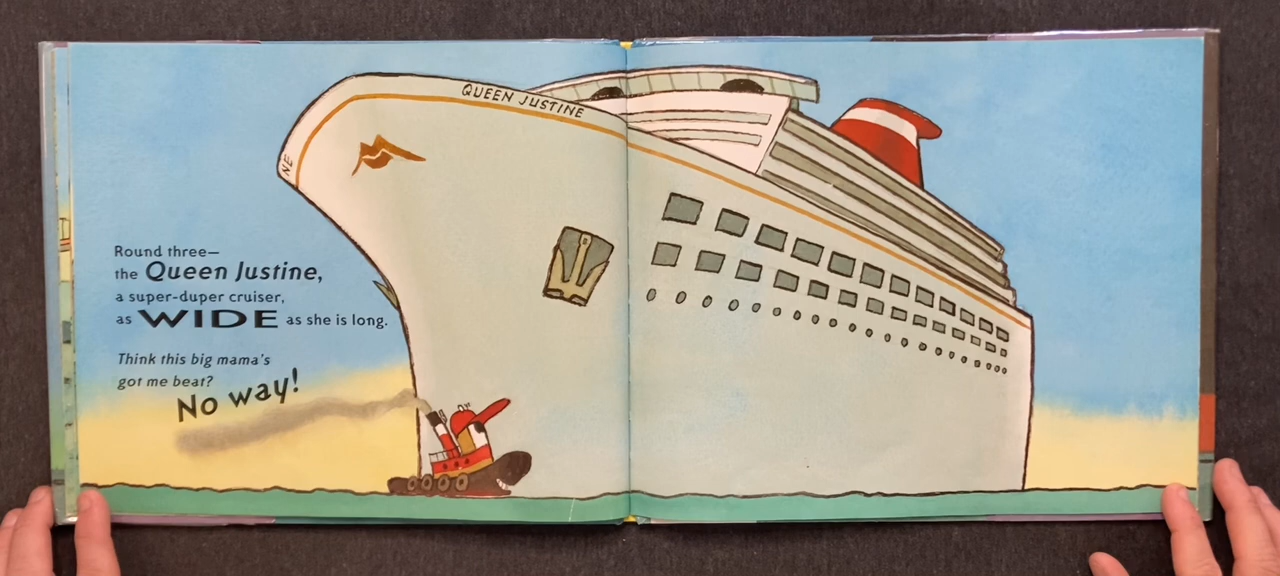 QUEEN JUSTINE
NE
Round three—
the Queen Justine,
a super-duper cruiser,
as WIDE as she is long.
Think this big mama's
got me beat?
No way!